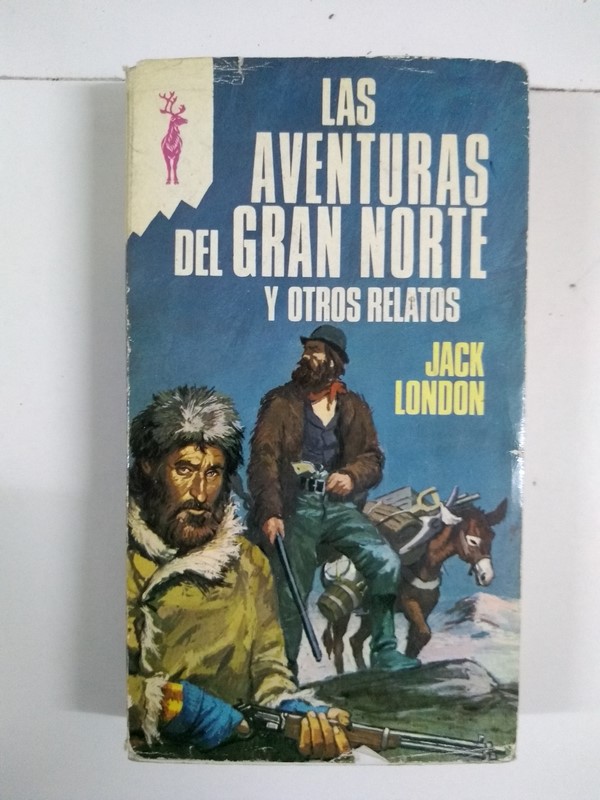 LAS
AVENTURAS
DEL GRAN NORTE
Y OTROS RELATOS
JACK
LONDON